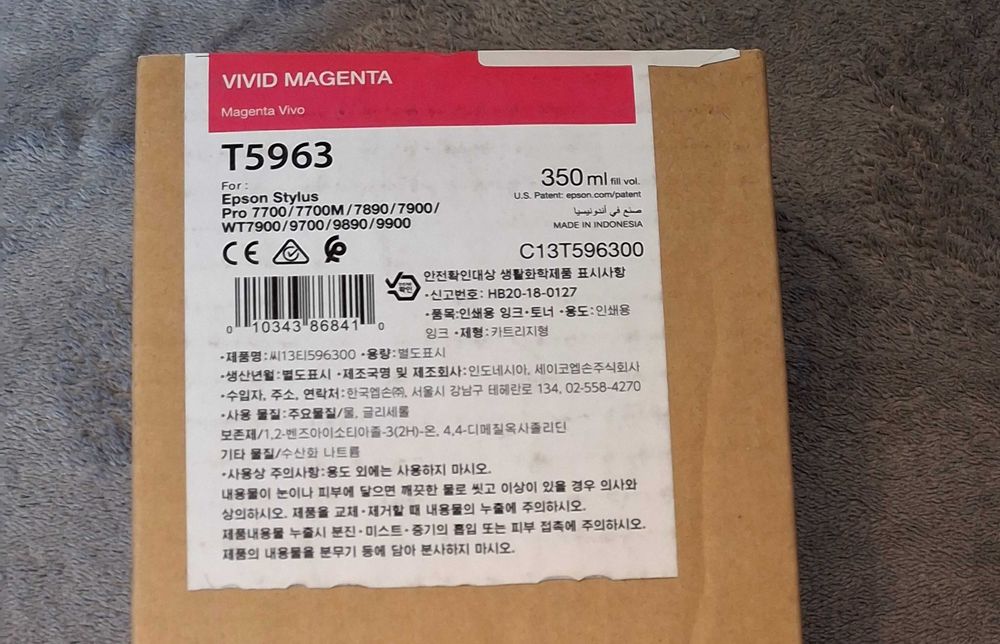 VIVID MAGENTA
Magenta Vivo
T5963
For :
Epson Stylus
Pro 7700/7700M/7890/7900/
WT7900/9700/9890/9900
350 ml fill vol.
U.S. Patent: epson.com/patent
صنع في أندونيسيا
MADE IN INDONESIA
C13T596300
CE
0 10343 86841 0
안전확인대상 생활화학제품 표시사항
•신고번호: HB20-18-0127
•품목:인쇄용 잉크•토너 •용도:인쇄용
잉크 •제형:카트리지형
•제품명:씨13티596300 •용량:별도표시
•생산년월:별도표시 •제조국명 및 제조회사:인도네시아, 세이코엡손주식회사
•수입자, 주소, 연락처:한국엡손㈜, 서울시 강남구 테헤란로 134, 02-558-4270
•사용 물질:주요물질/물, 글리세롤
보존제/1,2-벤즈아이소티아졸-3(2H)-온, 4,4-디메칠옥사졸리딘
기타 물질/수산화 나트륨
•사용상 주의사항:용도 외에는 사용하지 마시오.
내용물이 눈이나 피부에 닿으면 깨끗한 물로 씻고 이상이 있을 경우 의사와
상의하시오. 제품을 교체•제거할 때 내용물의 누출에 주의하시오.
제품내용물 누출시 분진•미스트•증기의 흡입 또는 피부 접촉에 주의하시오.
제품의 내용물을 분무기 등에 담아 분사하지 마시오.